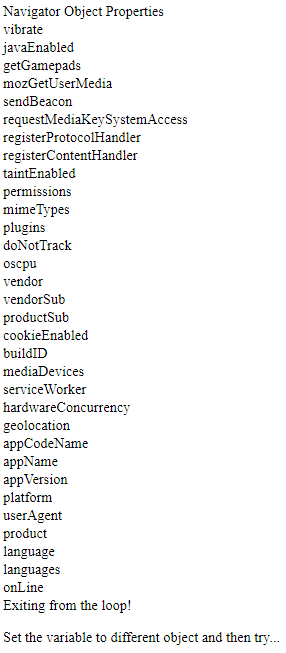 Navigator Object Properties
vibrate
javaEnabled
getGamepads
mozGetUserMedia
sendBeacon
requestMediaKeySystemAccess
registerProtocolHandler
registerContentHandler
taintEnabled
permissions
mimeTypes
plugins
doNotTrack
oscpu
vendor
vendorSub
productSub
cookieEnabled
buildID
mediaDevices
serviceWorker
hardwareConcurrency
geolocation
appCodeName
appName
appVersion
platform
userAgent
product
language
languages
onLine
Exiting from the loop!
Set the variable to different object and then try...